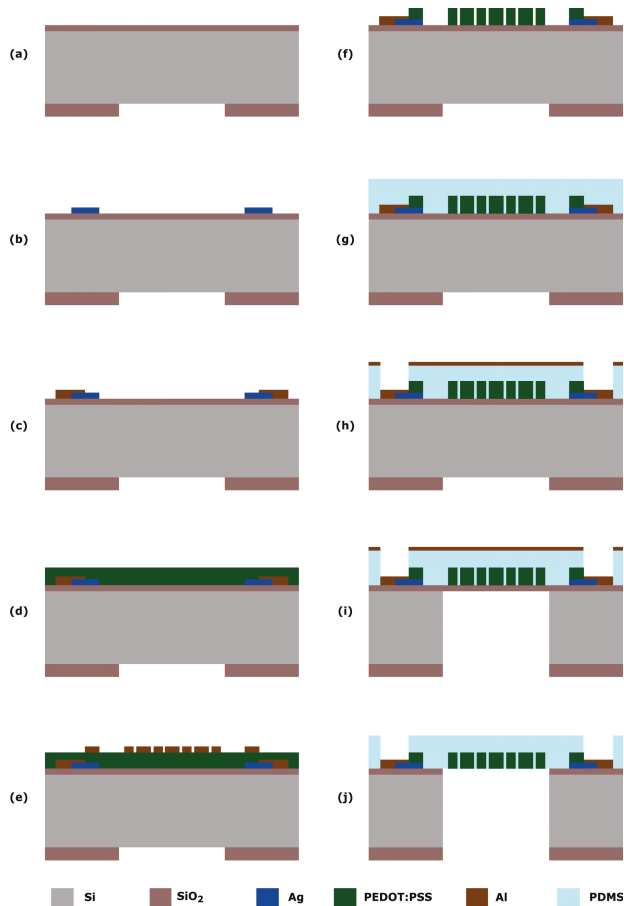 (a)
(b)
(c)
(d)
(e)
(f)
(g)
(h)
(i)
(j)
Si SiO₂ Ag PEDOT:PSS Al PDMS